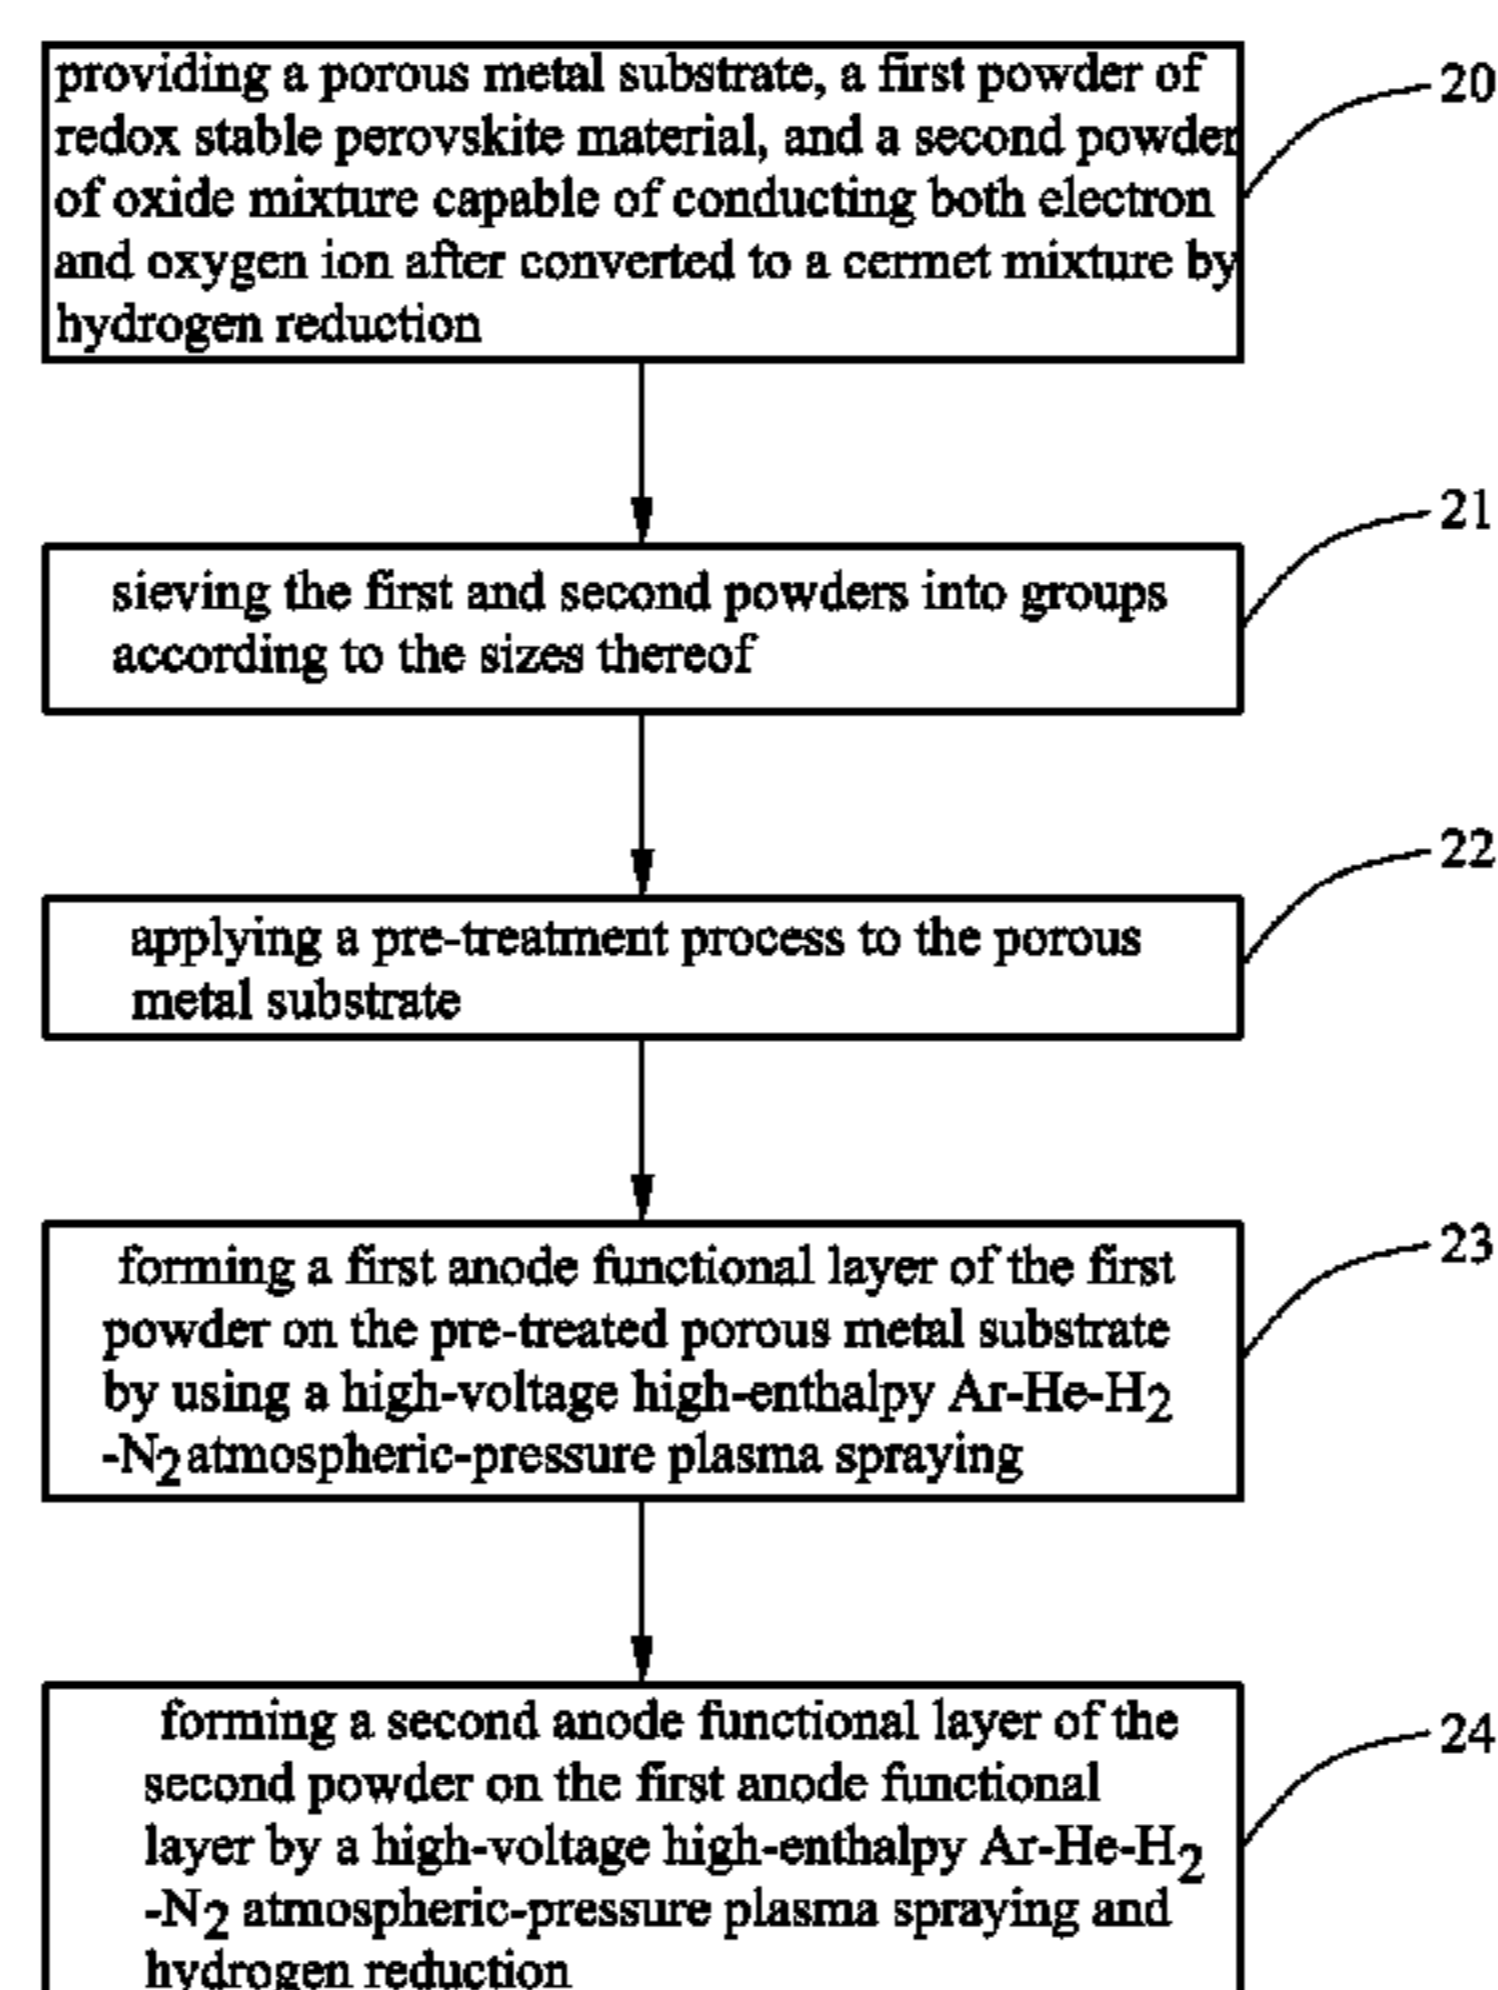 providing a porous metal substrate, a first powder of
redox stable perovskite material, and a second powder
of oxide mixture capable of conducting both electron
and oxygen ion after converted to a cermet mixture by
hydrogen reduction
20
sieving the first and second powders into groups
according to the sizes thereof
21
applying a pre-treatment process to the porous
metal substrate
22
forming a first anode functional layer of the first
powder on the pre-treated porous metal substrate
by using a high-voltage high-enthalpy Ar-He-H2
-N2 atmospheric-pressure plasma spraying
23
forming a second anode functional layer of the
second powder on the first anode functional
layer by a high-voltage high-enthalpy Ar-He-H2
-N2 atmospheric-pressure plasma spraying and
hydrogen reduction
24